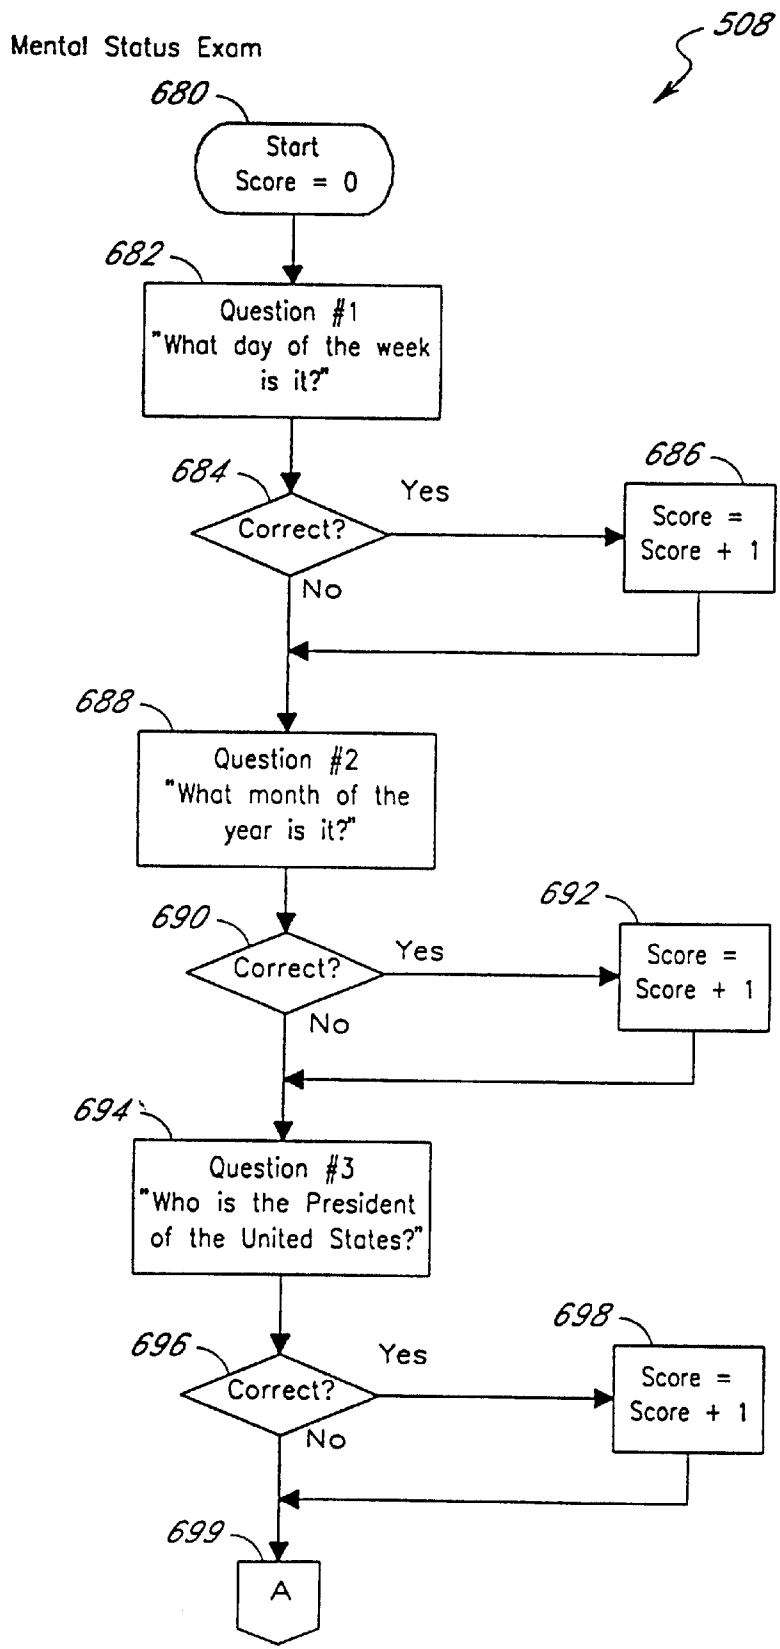 508
Mental Status Exam
680
Start
Score = 0
682
Question #1
"What day of the week
is it?"
684
Correct?
Yes
No
686
Score =
Score + 1
688
Question #2
"What month of the
year is it?"
690
Correct?
Yes
No
692
Score =
Score + 1
694
Question #3
"Who is the President
of the United States?"
696
Correct?
Yes
No
698
Score =
Score + 1
699
A